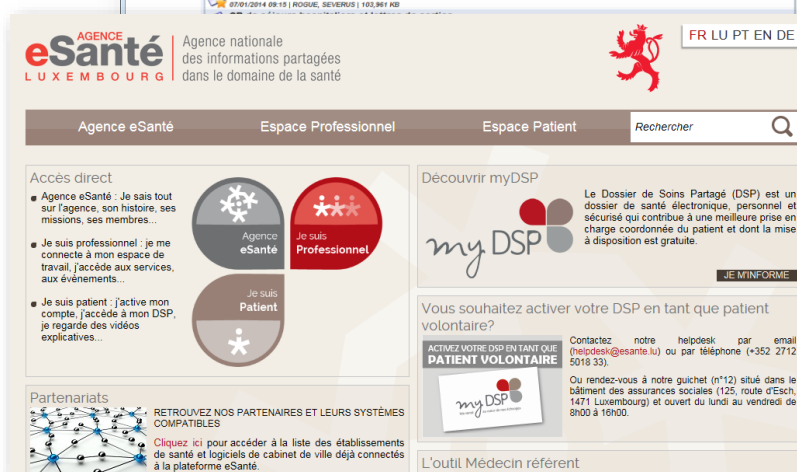 07/01/2014 09:15 | ROGUE, SEVERUS | 103,961 KB
AGENCE
eSanté
LUXEMBOURG
Agence nationale
des informations partagées
dans le domaine de la santé
FR LU PT EN DE
Agence eSanté
Espace Professionnel
Espace Patient
Rechercher
Accès direct
Agence eSanté : Je sais tout
sur l'agence, son histoire, ses
missions, ses membres...
Je suis professionnel : je me
connecte à mon espace de
travail, j'accède aux services,
aux événements...
Je suis patient : j'active mon
compte, j'accède à mon DSP,
je regarde des vidéos
explicatives...
Agence
eSanté
Je suis
Professionnel
Je suis
Patient
Découvrir myDSP
my DSP
Le Dossier de Soins Partagé (DSP) est un
dossier de santé électronique, personnel et
sécurisé qui contribue à une meilleure prise en
charge coordonnée du patient et dont la mise
à disposition est gratuite.
JE M'INFORME
Vous souhaitez activer votre DSP en tant que patient
volontaire?
ACTIVEZ VOTRE DSP EN TANT QUE
PATIENT VOLONTAIRE
my DSP
Contactez notre helpdesk par email
(helpdesk@esante.lu) ou par téléphone (+352 2712
5018 33).
Ou rendez-vous à notre guichet (n°12) situé dans le
bâtiment des assurances sociales (125, route d'Esch,
1471 Luxembourg) et ouvert du lundi au vendredi de
8h00 à 16h00.
Partenariats
RETROUVEZ NOS PARTENAIRES ET LEURS SYSTÈMES
COMPATIBLES
Cliquez ici pour accéder à la liste des établissements
de santé et logiciels de cabinet de ville déjà connectés
à la plateforme eSanté.
L'outil Médecin référent